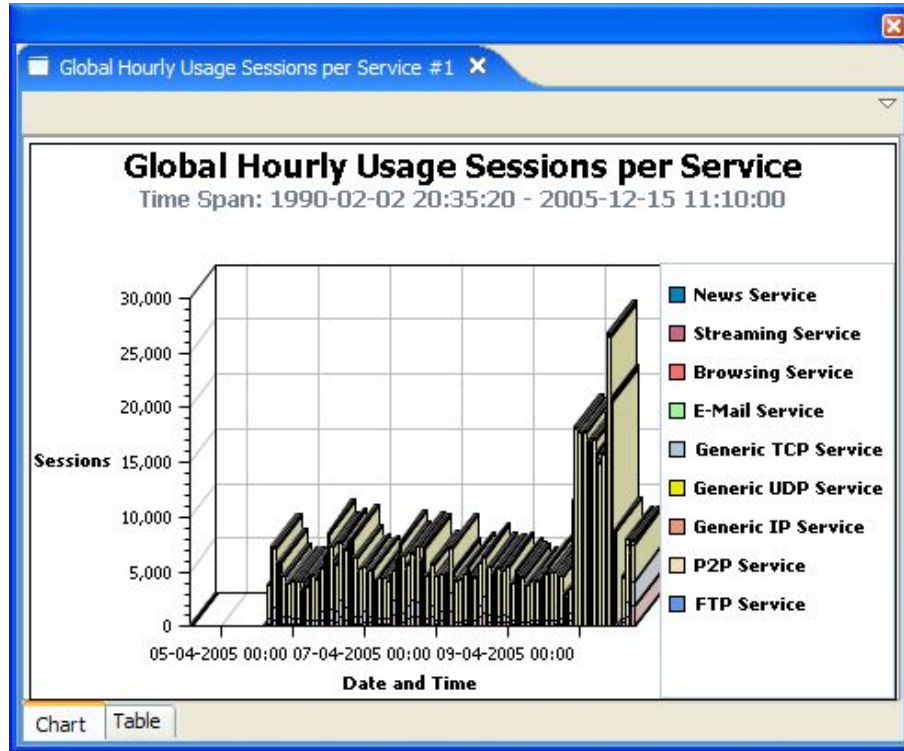 Global Hourly Usage Sessions per Service #1
Global Hourly Usage Sessions per Service
Time Span: 1990-02-02 20:35:20 - 2005-12-15 11:10:00
30,000
25,000
20,000
15,000
10,000
5,000
0
Sessions
05-04-2005 00:00 07-04-2005 00:00 09-04-2005 00:00
Date and Time
News Service
Streaming Service
Browsing Service
E-Mail Service
Generic TCP Service
Generic UDP Service
Generic IP Service
P2P Service
FTP Service
Chart Table